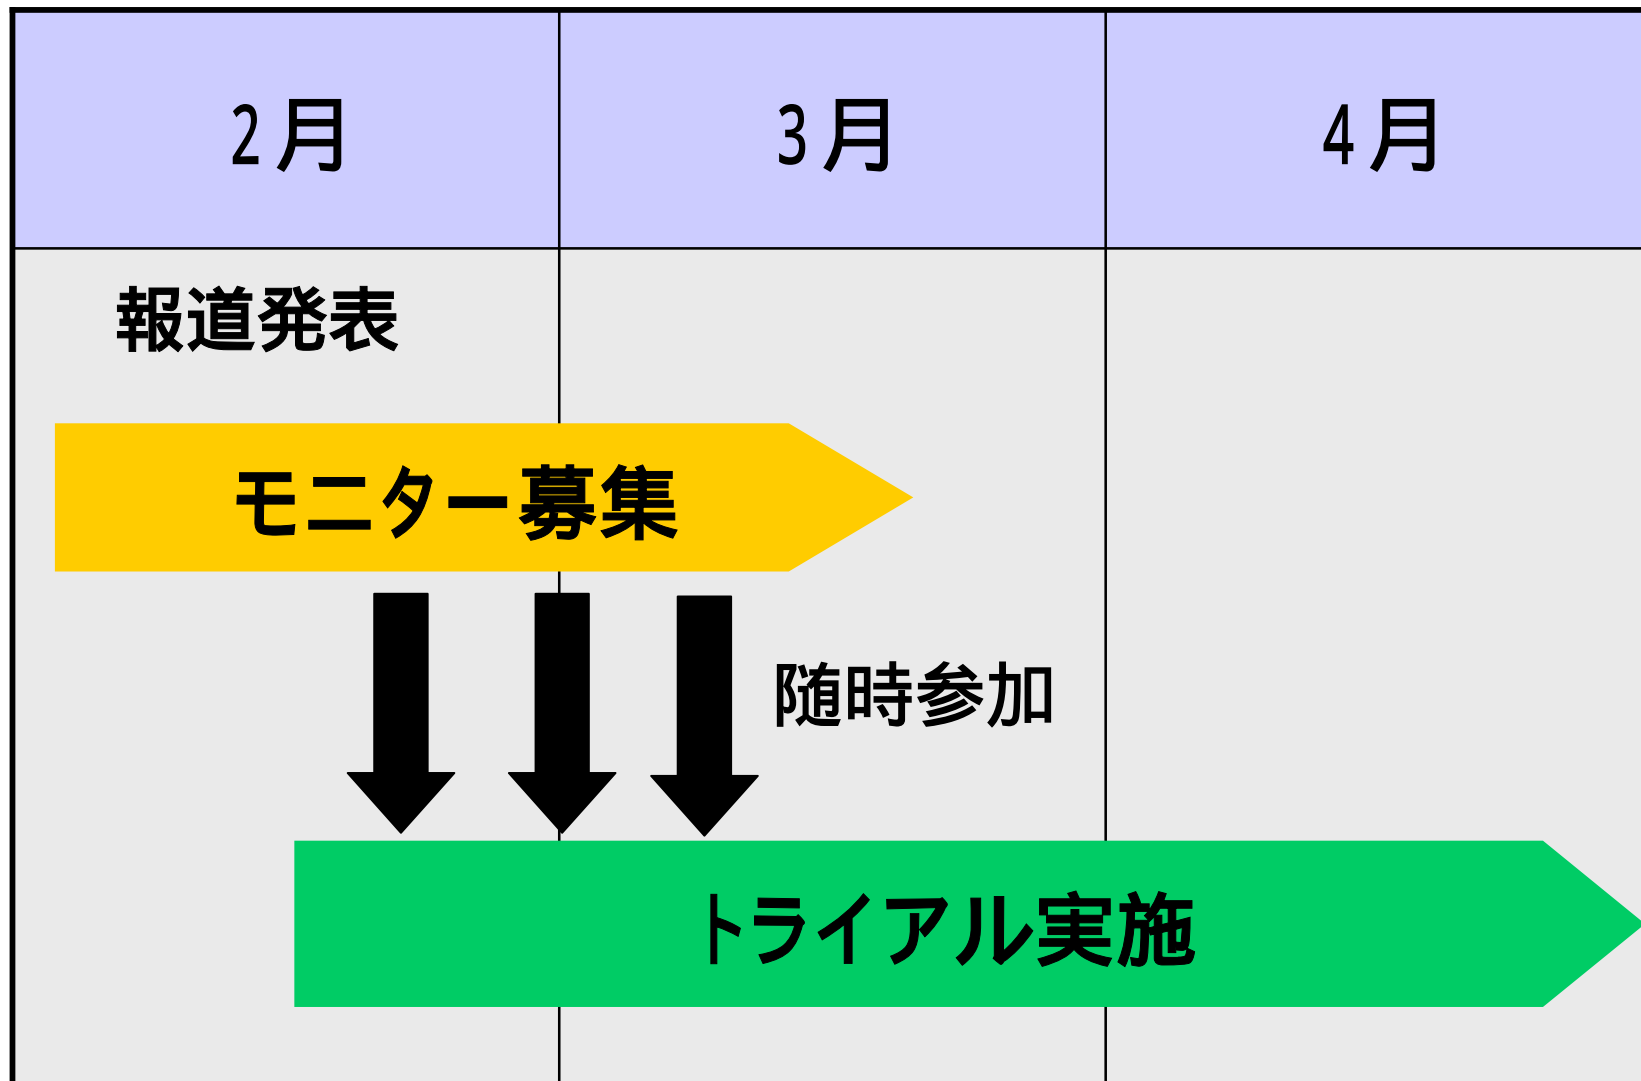 2月
3月
4月
報道発表
モニター募集
随時参加
トライアル実施